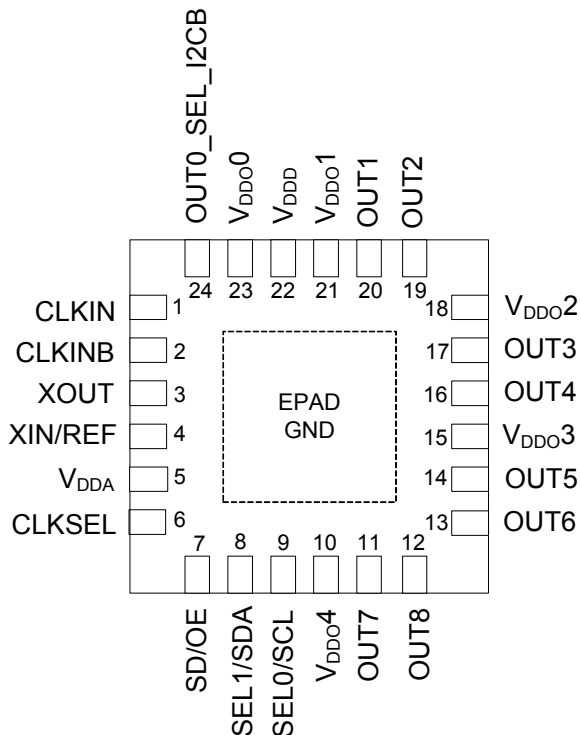 OUT0_SEL_I2CB
VDDO0
VDDD
VDDO1
OUT1
OUT2
24
23
22
21
20
19
CLKIN
1
CLKINB
2
XOUT
3
XIN/REF
4
VDDA
5
CLKSEL
6
EPAD
GND
18
VDDO2
17
OUT3
16
OUT4
15
VDDO3
14
OUT5
13
OUT6
7
8
9
10
11
12
SD/OE
SEL1/SDA
SEL0/SCL
VDDO4
OUT7
OUT8